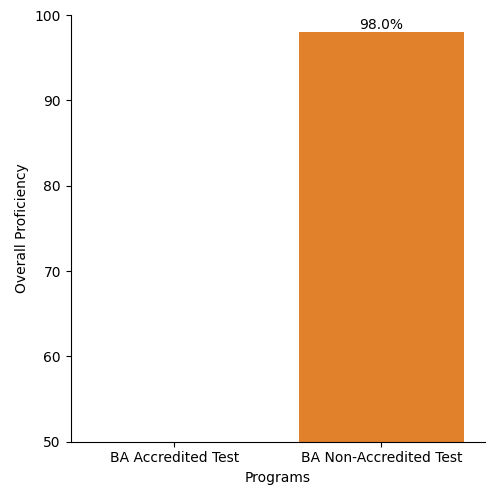 100
98.0%
90
80
70
60
50
Overall Proficiency
BA Accredited Test
BA Non-Accredited Test
Programs